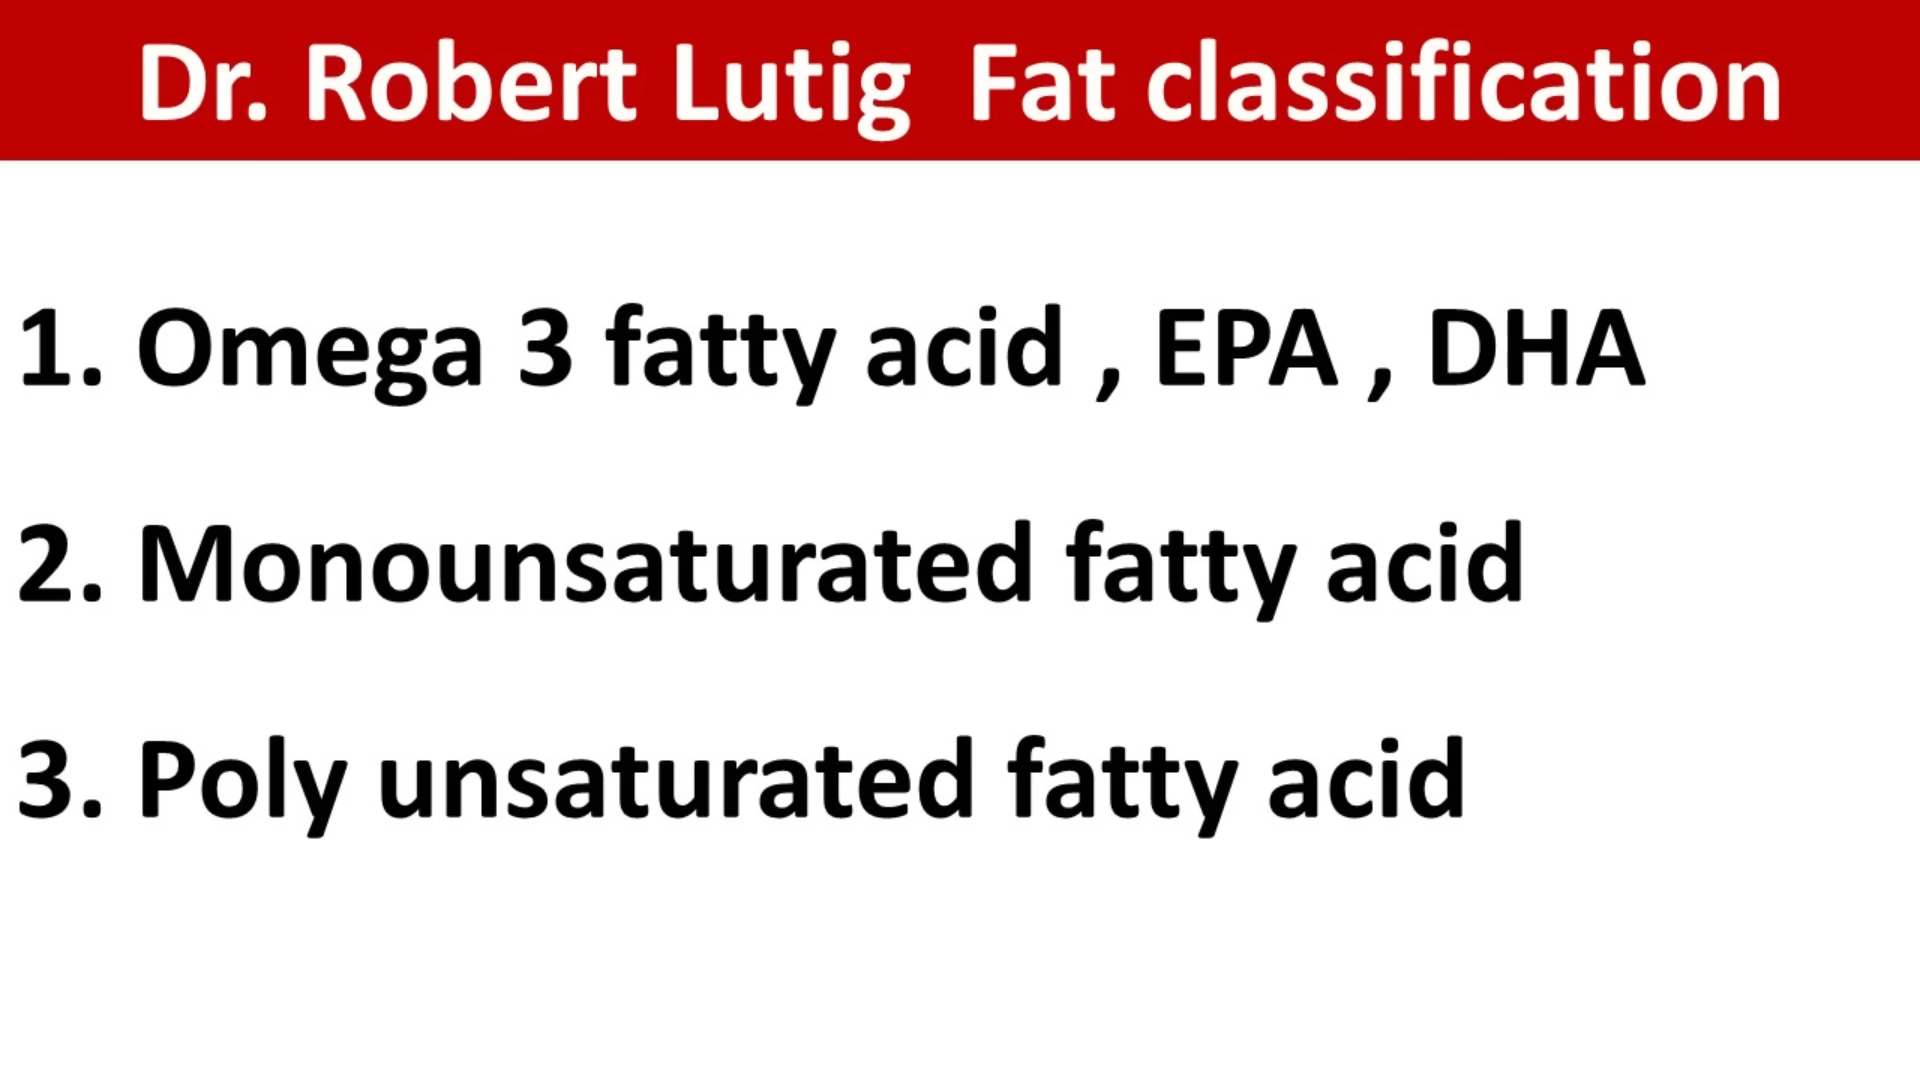 Dr. Robert Lutig Fat classification
1. Omega 3 fatty acid , EPA , DHA
2. Monounsaturated fatty acid
3. Poly unsaturated fatty acid